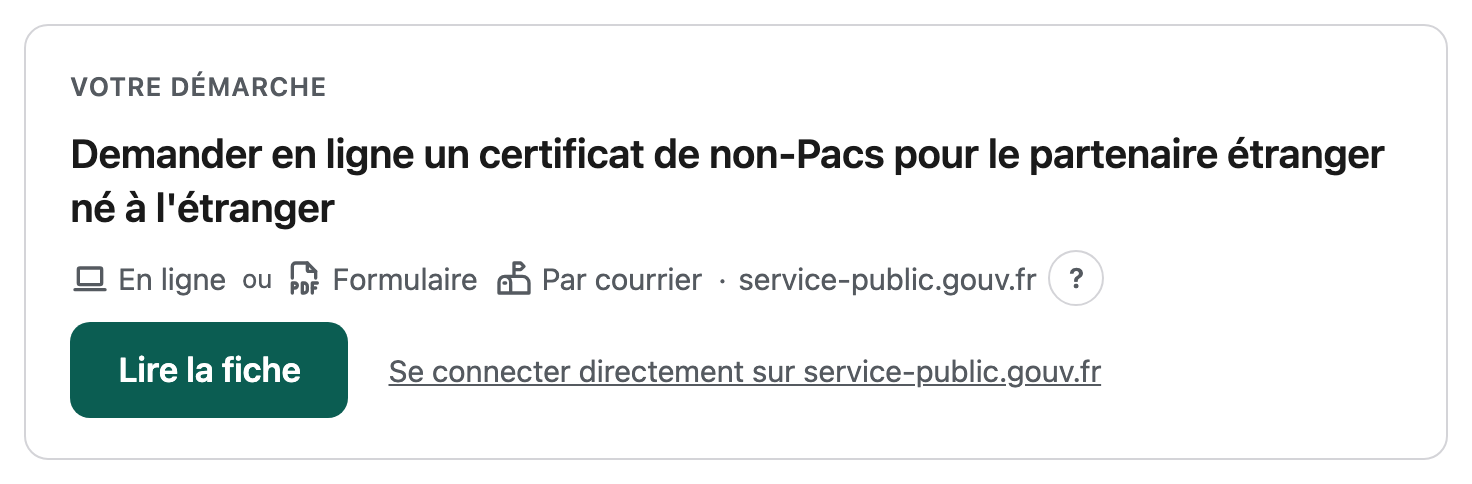 VOTRE DÉMARCHE
Demander en ligne un certificat de non-Pacs pour le partenaire étranger
né à l'étranger
En ligne ou PDF Formulaire Par courrier · service-public.gouv.fr ?
Lire la fiche Se connecter directement sur service-public.gouv.fr